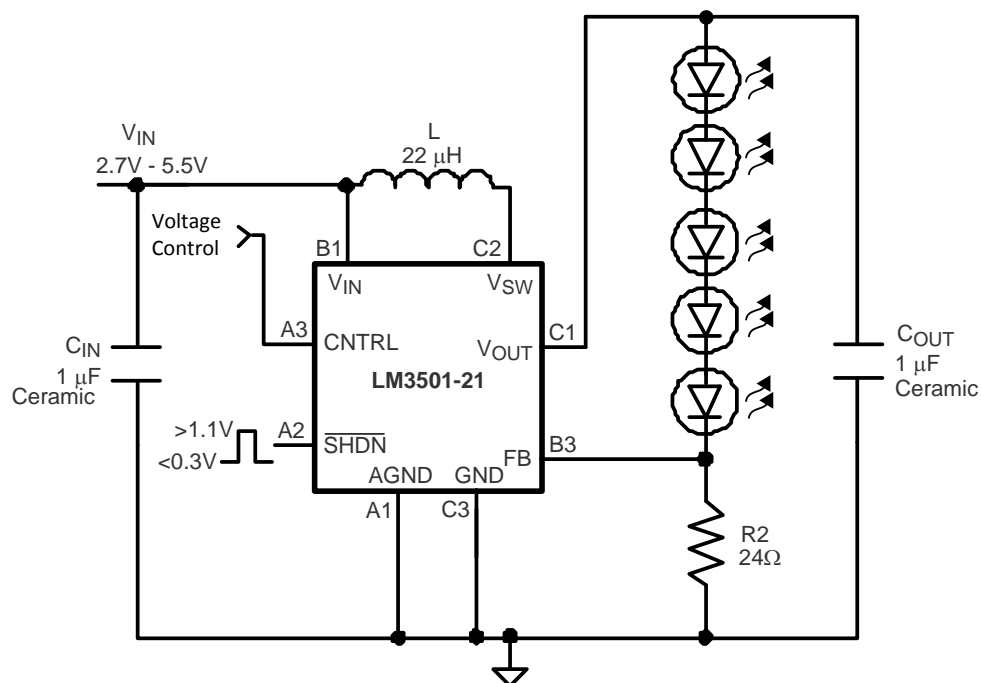 V_IN
2.7V - 5.5V
L
22 μH
Voltage
Control
B1
C2
V_IN
V_SW
A3
CNTRL
C1
V_OUT
LM3501-21
C_IN
1 μF
Ceramic
C_OUT
1 μF
Ceramic
>1.1V
<0.3V
A2
SHDN
FB
B3
AGND
GND
A1
C3
R2
24Ω